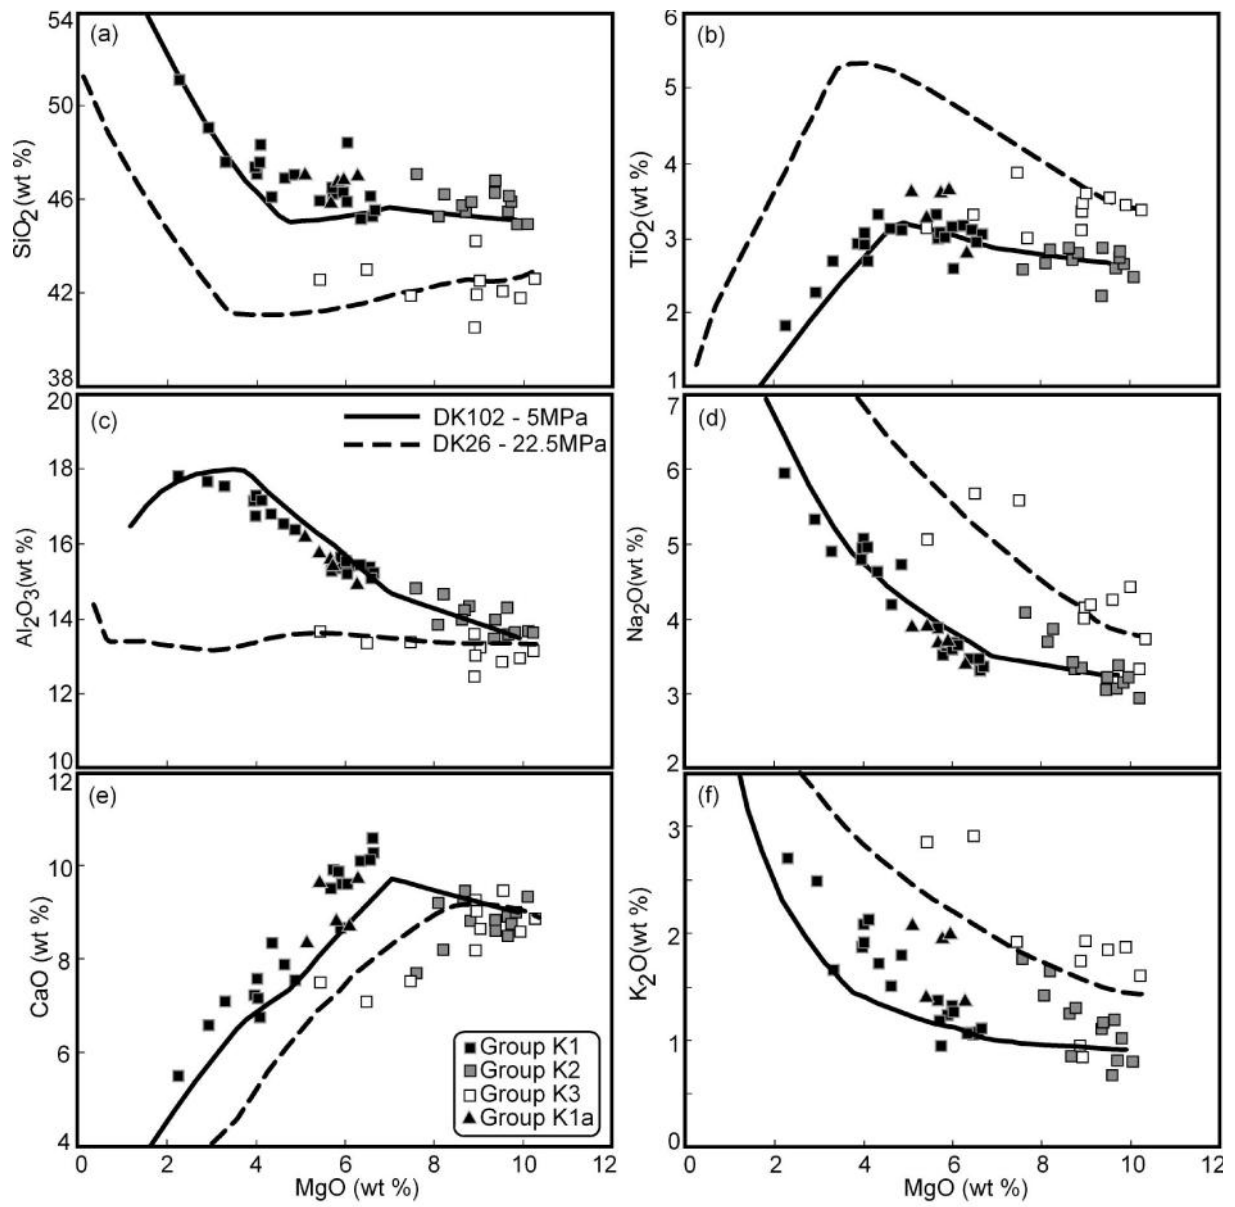 (a)
54
50
46
42
38
SiO2(wt %)
(b)
6
5
4
3
2
1
TiO2(wt %)
(c)
20
18
16
14
12
10
Al2O3(wt %)
DK102 - 5MPa
DK26 - 22.5MPa
(d)
7
6
5
4
3
2
Na2O(wt %)
(e)
12
10
8
6
4
CaO (wt %)
Group K1
Group K2
Group K3
Group K1a
0 2 4 6 8 10 12
MgO (wt %)
(f)
3
2
1
0
K2O(wt %)
0 2 4 6 8 10 12
MgO (wt %)